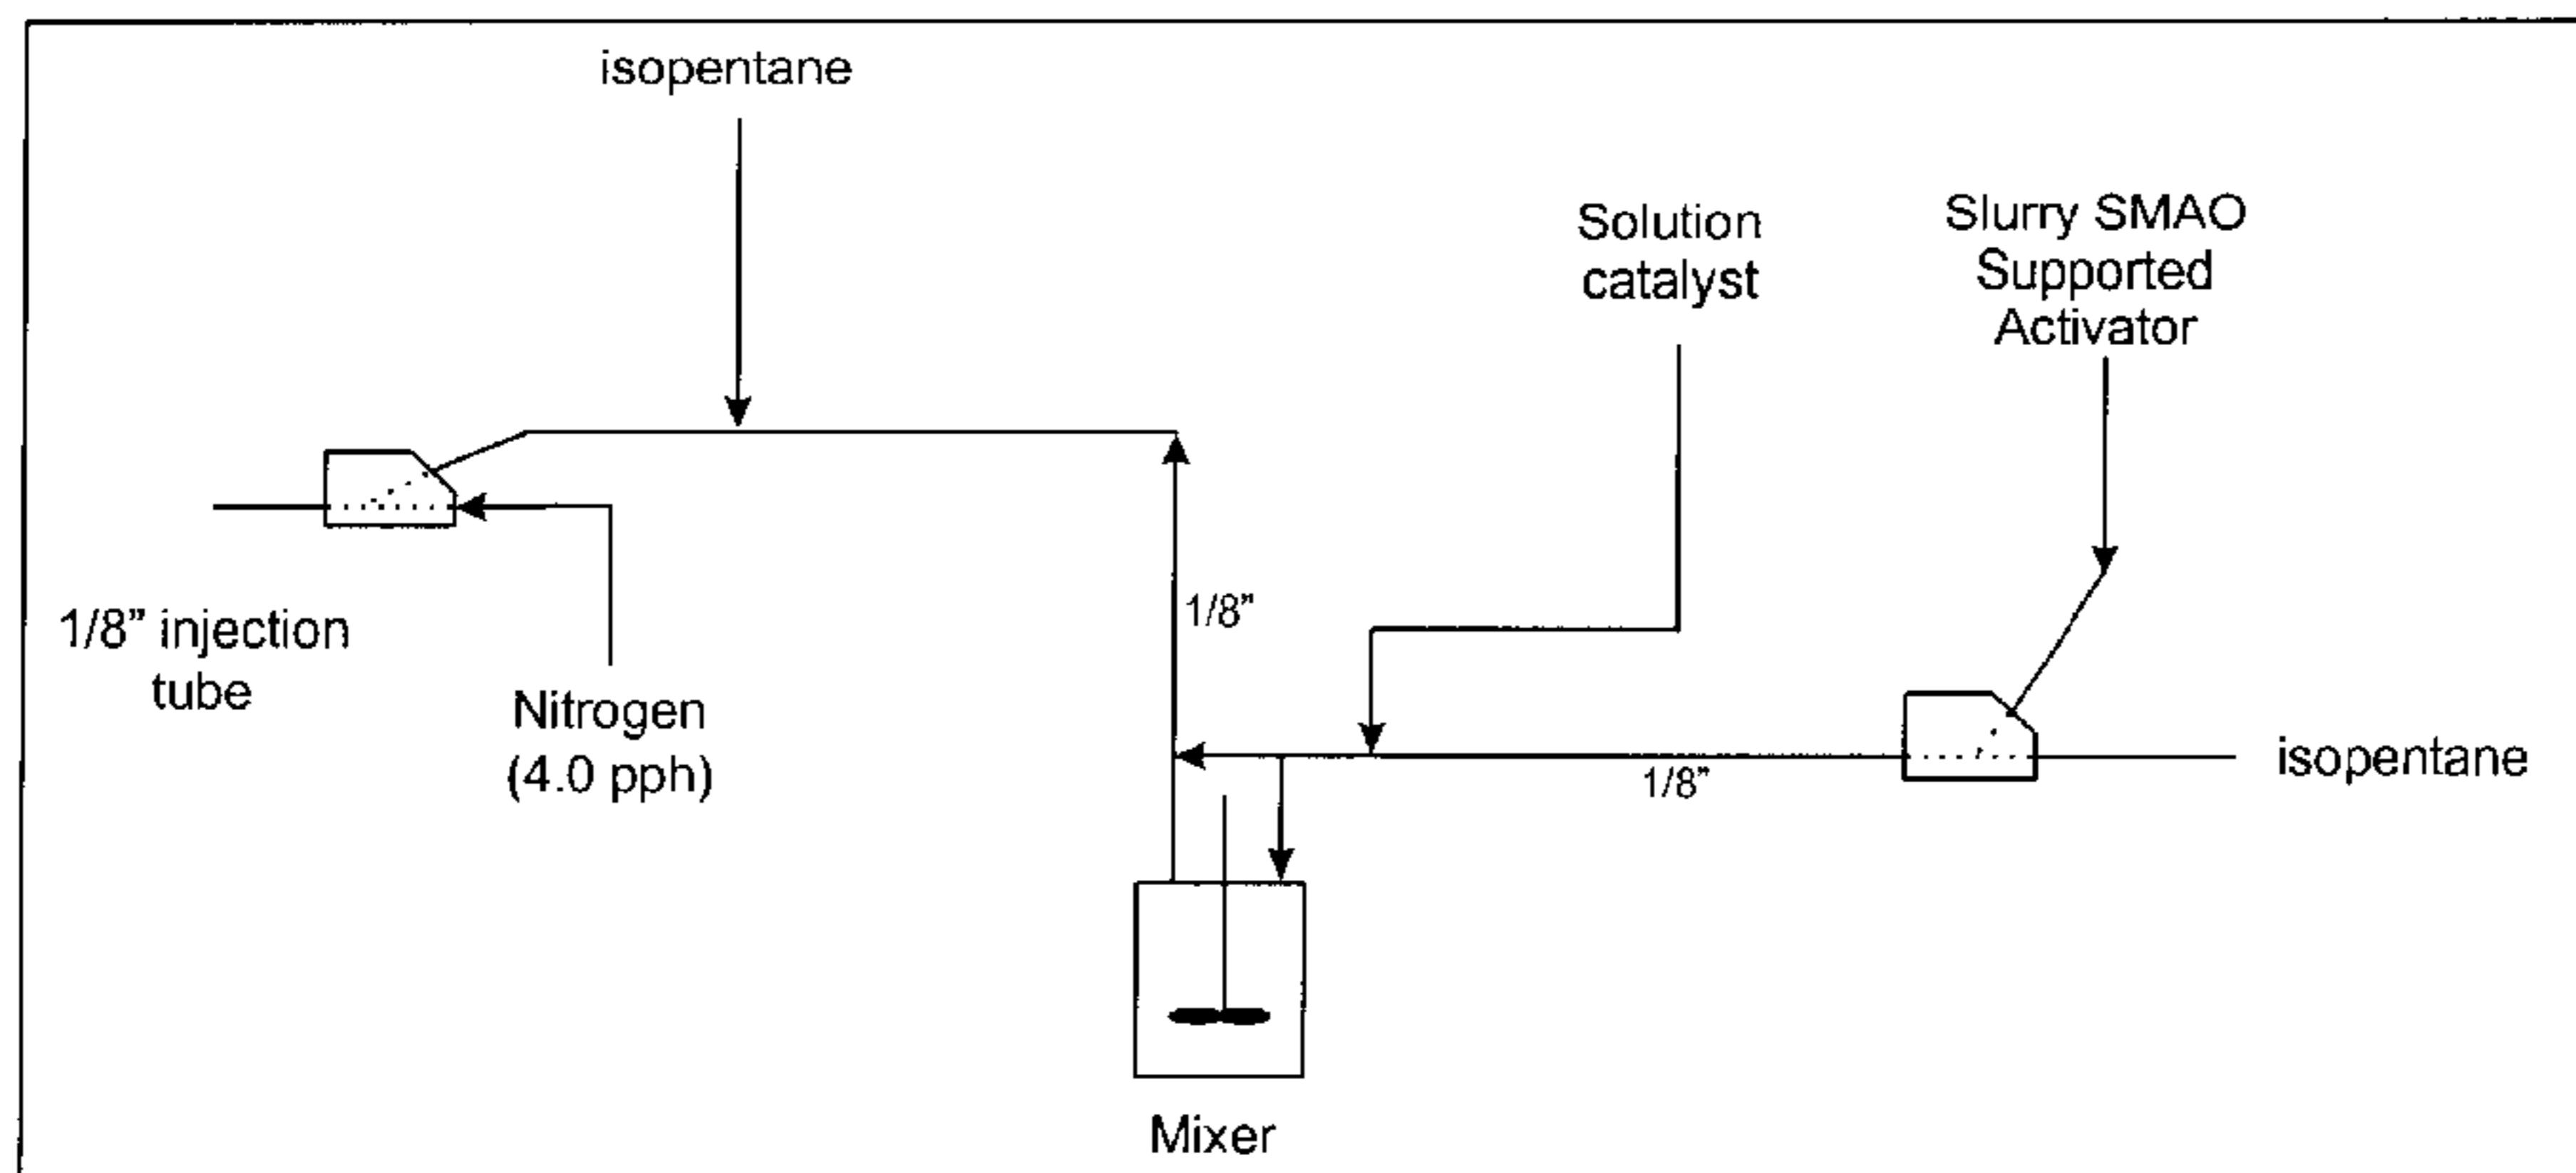 isopentane
Solution
catalyst
Slurry SMAO
Supported
Activator
1/8” injection
tube
Nitrogen
(4.0 pph)
1/8”
1/8”
isopentane
Mixer